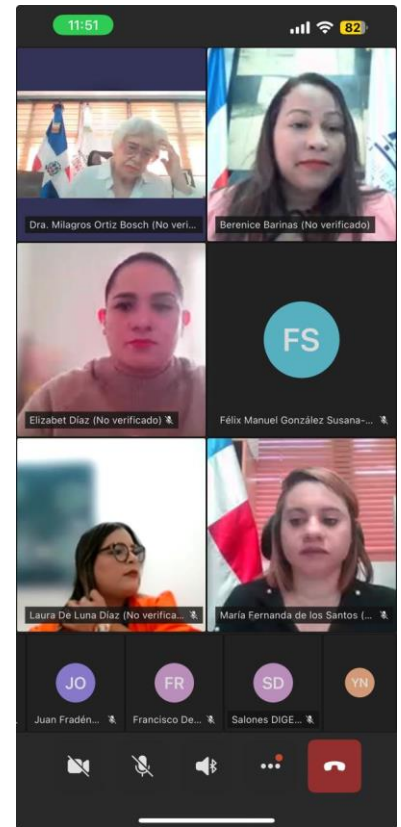 11:51
82
Dra. Milagros Ortiz Bosch (No veri...
Berenice Barinas (No verificado)
Elizabet Díaz (No verificado)
FS
Félix Manuel González Susana-...
Laura De Luna Díaz (No verifica...
María Fernanda de los Santos (...
JO
Juan Fradén...
FR
Francisco De...
SD
Salones DIGE...
YN